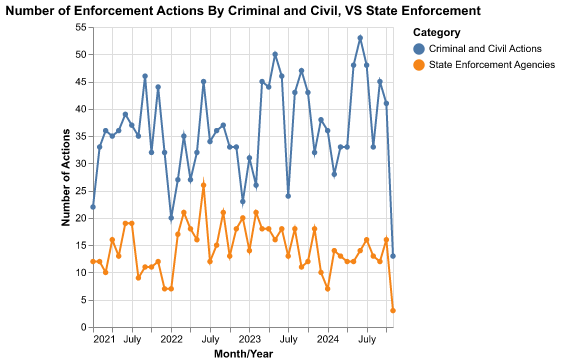 Number of Enforcement Actions By Criminal and Civil, VS State Enforcement
Category
Criminal and Civil Actions
State Enforcement Agencies
Number of Actions
55
50
45
40
35
30
25
20
15
10
5
0
2021 July 2022 July 2023 July 2024 July
Month/Year